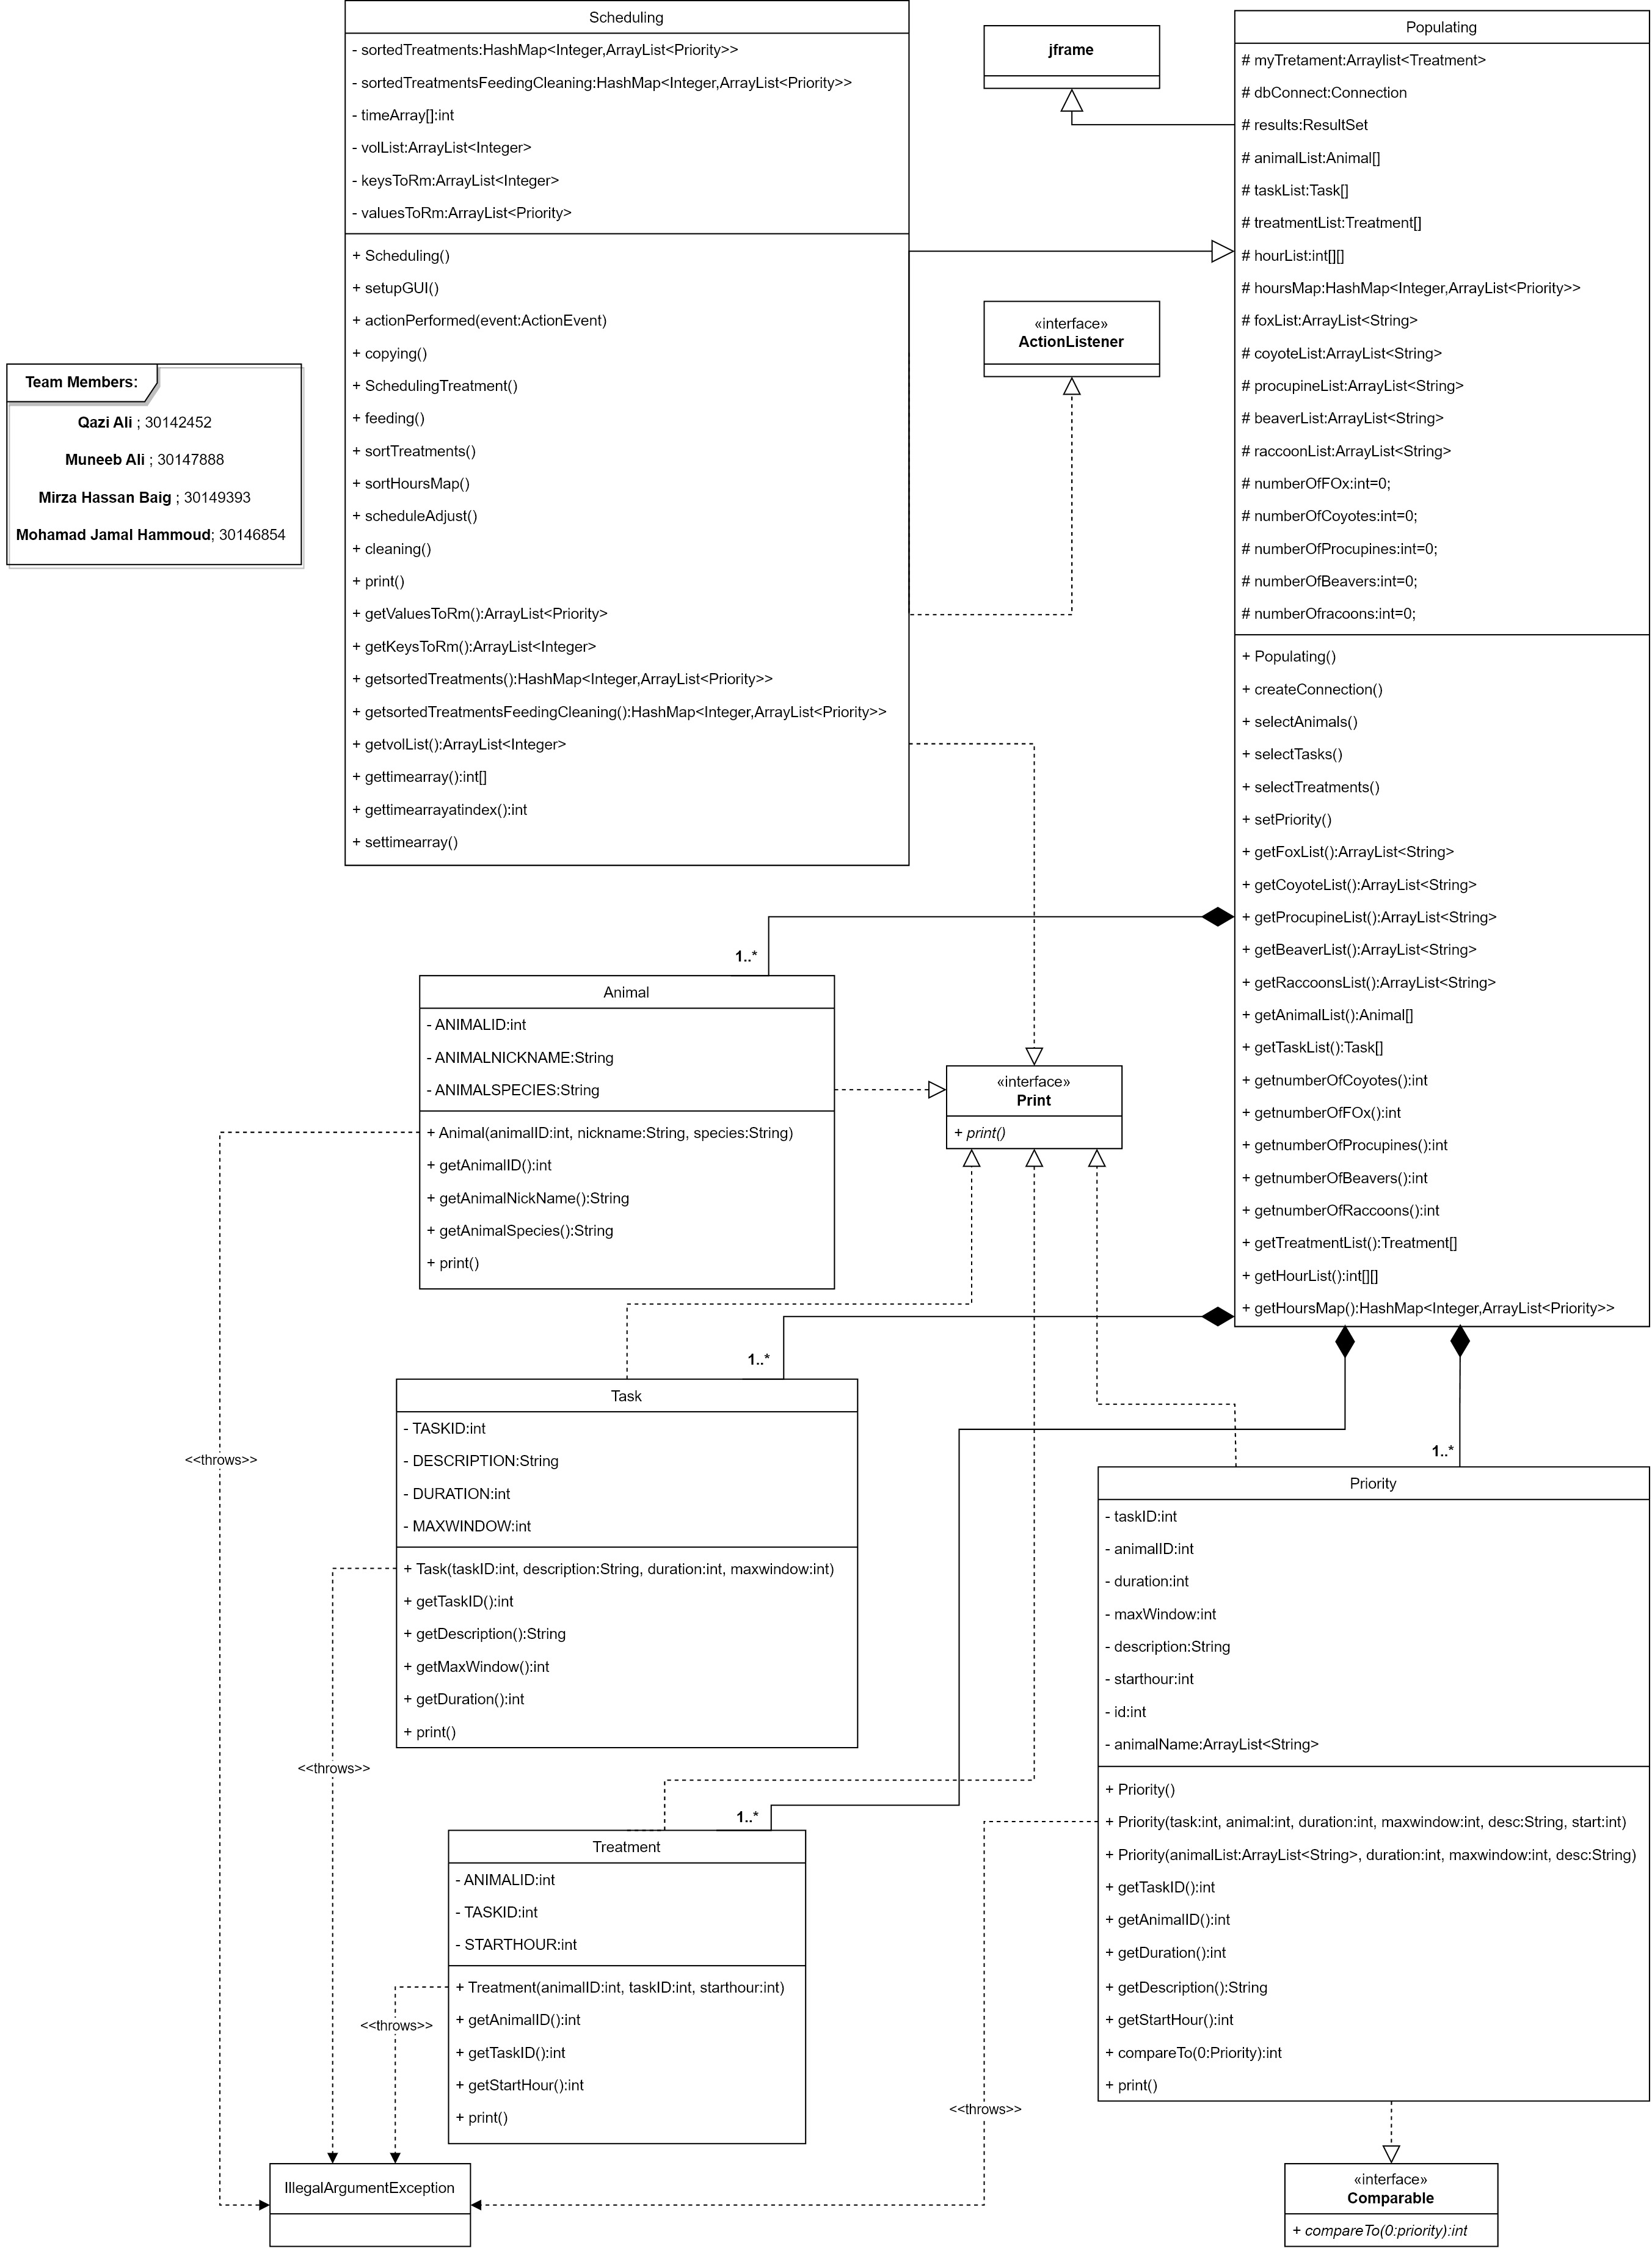 Scheduling
- sortedTreatments:HashMap<Integer,ArrayList<Priority>>
- sortedTreatmentsFeedingCleaning:HashMap<Integer,ArrayList<Priority>>
- timeArray[]:int
- volList:ArrayList<Integer>
- keysToRm:ArrayList<Integer>
- valuesToRm:ArrayList<Priority>
+ Scheduling()
+ setupGUI()
+ actionPerformed(event:ActionEvent)
+ copying()
+ SchedulingTreatment()
+ feeding()
+ sortTreatments()
+ sortHoursMap()
+ scheduleAdjust()
+ cleaning()
+ print()
+ getValuesToRm():ArrayList<Priority>
+ getKeysToRm():ArrayList<Integer>
+ getsortedTreatments():HashMap<Integer,ArrayList<Priority>>
+ getsortedTreatmentsFeedingCleaning():HashMap<Integer,ArrayList<Priority>>
+ getvolList():ArrayList<Integer>
+ gettimearray():int[]
+ gettimearrayatindex():int
+ settimearray()
jframe
«interface»
ActionListener
Populating
# myTretament:Arraylist<Treatment>
# dbConnect:Connection
# results:ResultSet
# animalList:Animal[]
# taskList:Task[]
# treatmentList:Treatment[]
# hourList:int[][]
# hoursMap:HashMap<Integer,ArrayList<Priority>>
# foxList:ArrayList<String>
# coyoteList:ArrayList<String>
# procupineList:ArrayList<String>
# beaverList:ArrayList<String>
# raccoonList:ArrayList<String>
# numberOfFOx:int=0;
# numberOfCoyotes:int=0;
# numberOfProcupines:int=0;
# numberOfBeavers:int=0;
# numberOfracoons:int=0;
+ Populating()
+ createConnection()
+ selectAnimals()
+ selectTasks()
+ selectTreatments()
+ setPriority()
+ getFoxList():ArrayList<String>
+ getCoyoteList():ArrayList<String>
+ getProcupineList():ArrayList<String>
+ getBeaverList():ArrayList<String>
+ getRaccoonsList():ArrayList<String>
+ getAnimalList():Animal[]
+ getTaskList():Task[]
+ getnumberOfCoyotes():int
+ getnumberOfFOx():int
+ getnumberOfProcupines():int
+ getnumberOfBeavers():int
+ getnumberOfRaccoons():int
+ getTreatmentList():Treatment[]
+ getHourList():int[][]
+ getHoursMap():HashMap<Integer,ArrayList<Priority>>
Team Members:
Qazi Ali ; 30142452
Muneeb Ali ; 30147888
Mirza Hassan Baig ; 30149393
Mohamad Jamal Hammoud; 30146854
1..*
Animal
- ANIMALID:int
- ANIMALNICKNAME:String
- ANIMALSPECIES:String
+ Animal(animalID:int, nickname:String, species:String)
+ getAnimalID():int
+ getAnimalNickName():String
+ getAnimalSpecies():String
+ print()
«interface»
Print
+ print()
1..*
Task
- TASKID:int
- DESCRIPTION:String
- DURATION:int
- MAXWINDOW:int
+ Task(taskID:int, description:String, duration:int, maxwindow:int)
+ getTaskID():int
+ getDescription():String
+ getMaxWindow():int
+ getDuration():int
+ print()
1..*
Priority
- taskID:int
- animalID:int
- duration:int
- maxWindow:int
- description:String
- starthour:int
- id:int
- animalName:ArrayList<String>
+ Priority()
+ Priority(task:int, animal:int, duration:int, maxwindow:int, desc:String, start:int)
+ Priority(animalList:ArrayList<String>, duration:int, maxwindow:int, desc:String)
+ getTaskID():int
+ getAnimalID():int
+ getDuration():int
+ getDescription():String
+ getStartHour():int
+ compareTo(0:Priority):int
+ print()
<<throws>>
<<throws>>
1..*
Treatment
- ANIMALID:int
- TASKID:int
- STARTHOUR:int
+ Treatment(animalID:int, taskID:int, starthour:int)
+ getAnimalID():int
+ getTaskID():int
+ getStartHour():int
+ print()
<<throws>>
<<throws>>
IllegalArgumentException
«interface»
Comparable
+ compareTo(0:priority):int